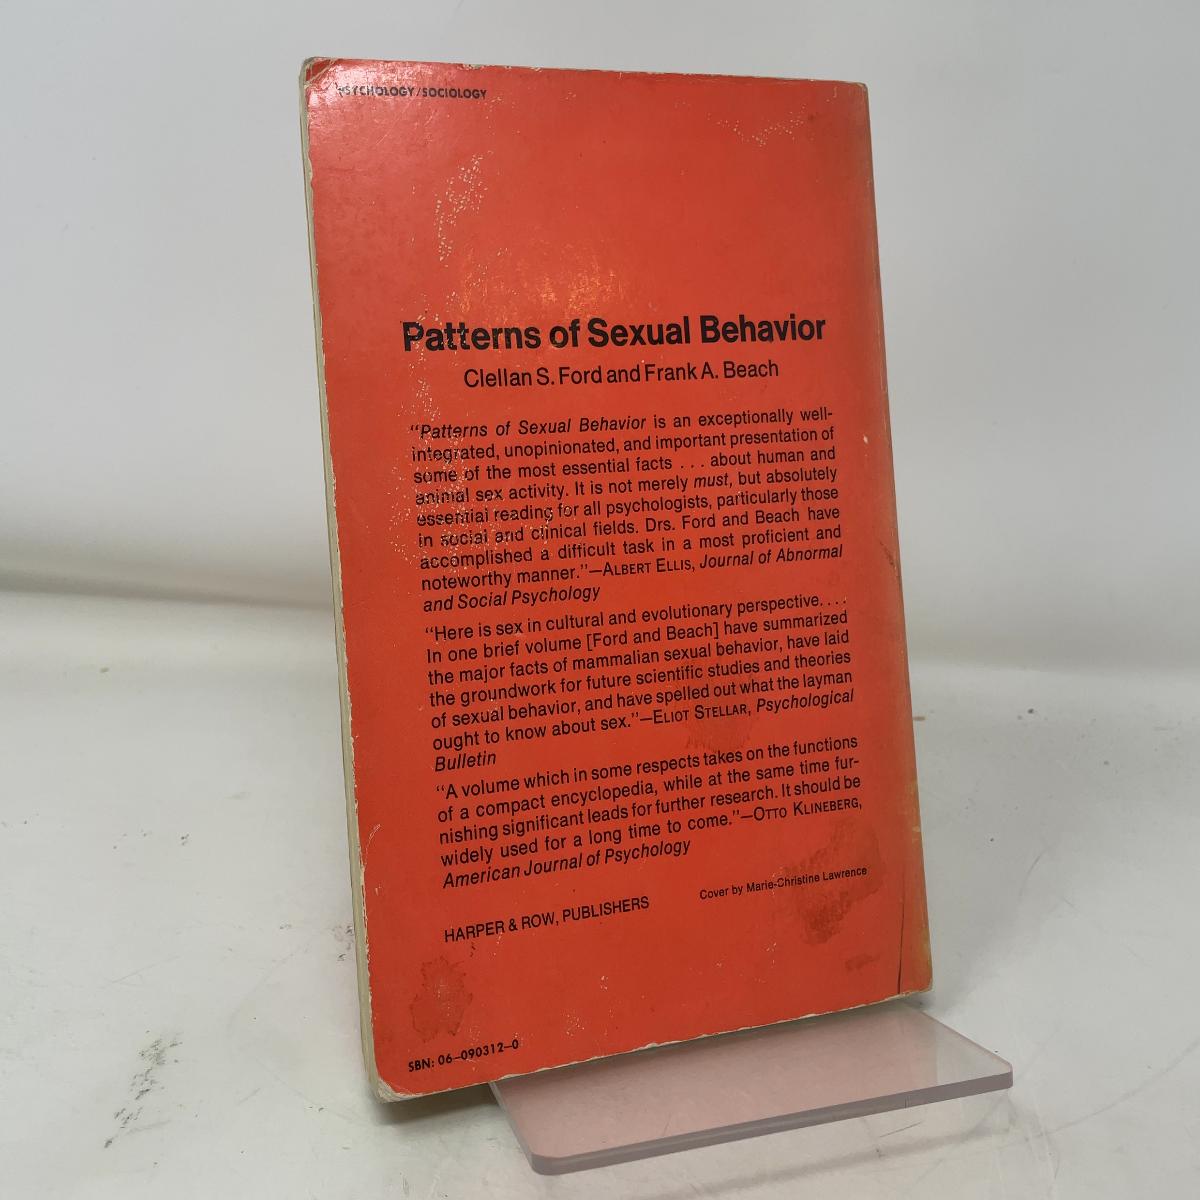 PSYCHOLOGY/SOCIOLOGY
Patterns of Sexual Behavior
Clellan S. Ford and Frank A. Beach
“Patterns of Sexual Behavior is an exceptionally well-
integrated, unopinionated, and important presentation of
some of the most essential facts . . . about human and
animal sex activity. It is not merely must, but absolutely
essential reading for all psychologists, particularly those
in social and clinical fields. Drs. Ford and Beach have
accomplished a difficult task in a most proficient and
noteworthy manner.”—ALBERT ELLIS, Journal of Abnormal
and Social Psychology
“Here is sex in cultural and evolutionary perspective. . . .
In one brief volume [Ford and Beach] have summarized
the major facts of mammalian sexual behavior, have laid
the groundwork for future scientific studies and theories
of sexual behavior, and have spelled out what the layman
ought to know about sex.”—ELIOT STELLAR, Psychological
Bulletin
“A volume which in some respects takes on the functions
of a compact encyclopedia, while at the same time fur-
nishing significant leads for further research. It should be
widely used for a long time to come.”—OTTO KLINEBERG,
American Journal of Psychology
Cover by Marie-Christine Lawrence
HARPER & ROW, PUBLISHERS
SBN: 06-090312-0